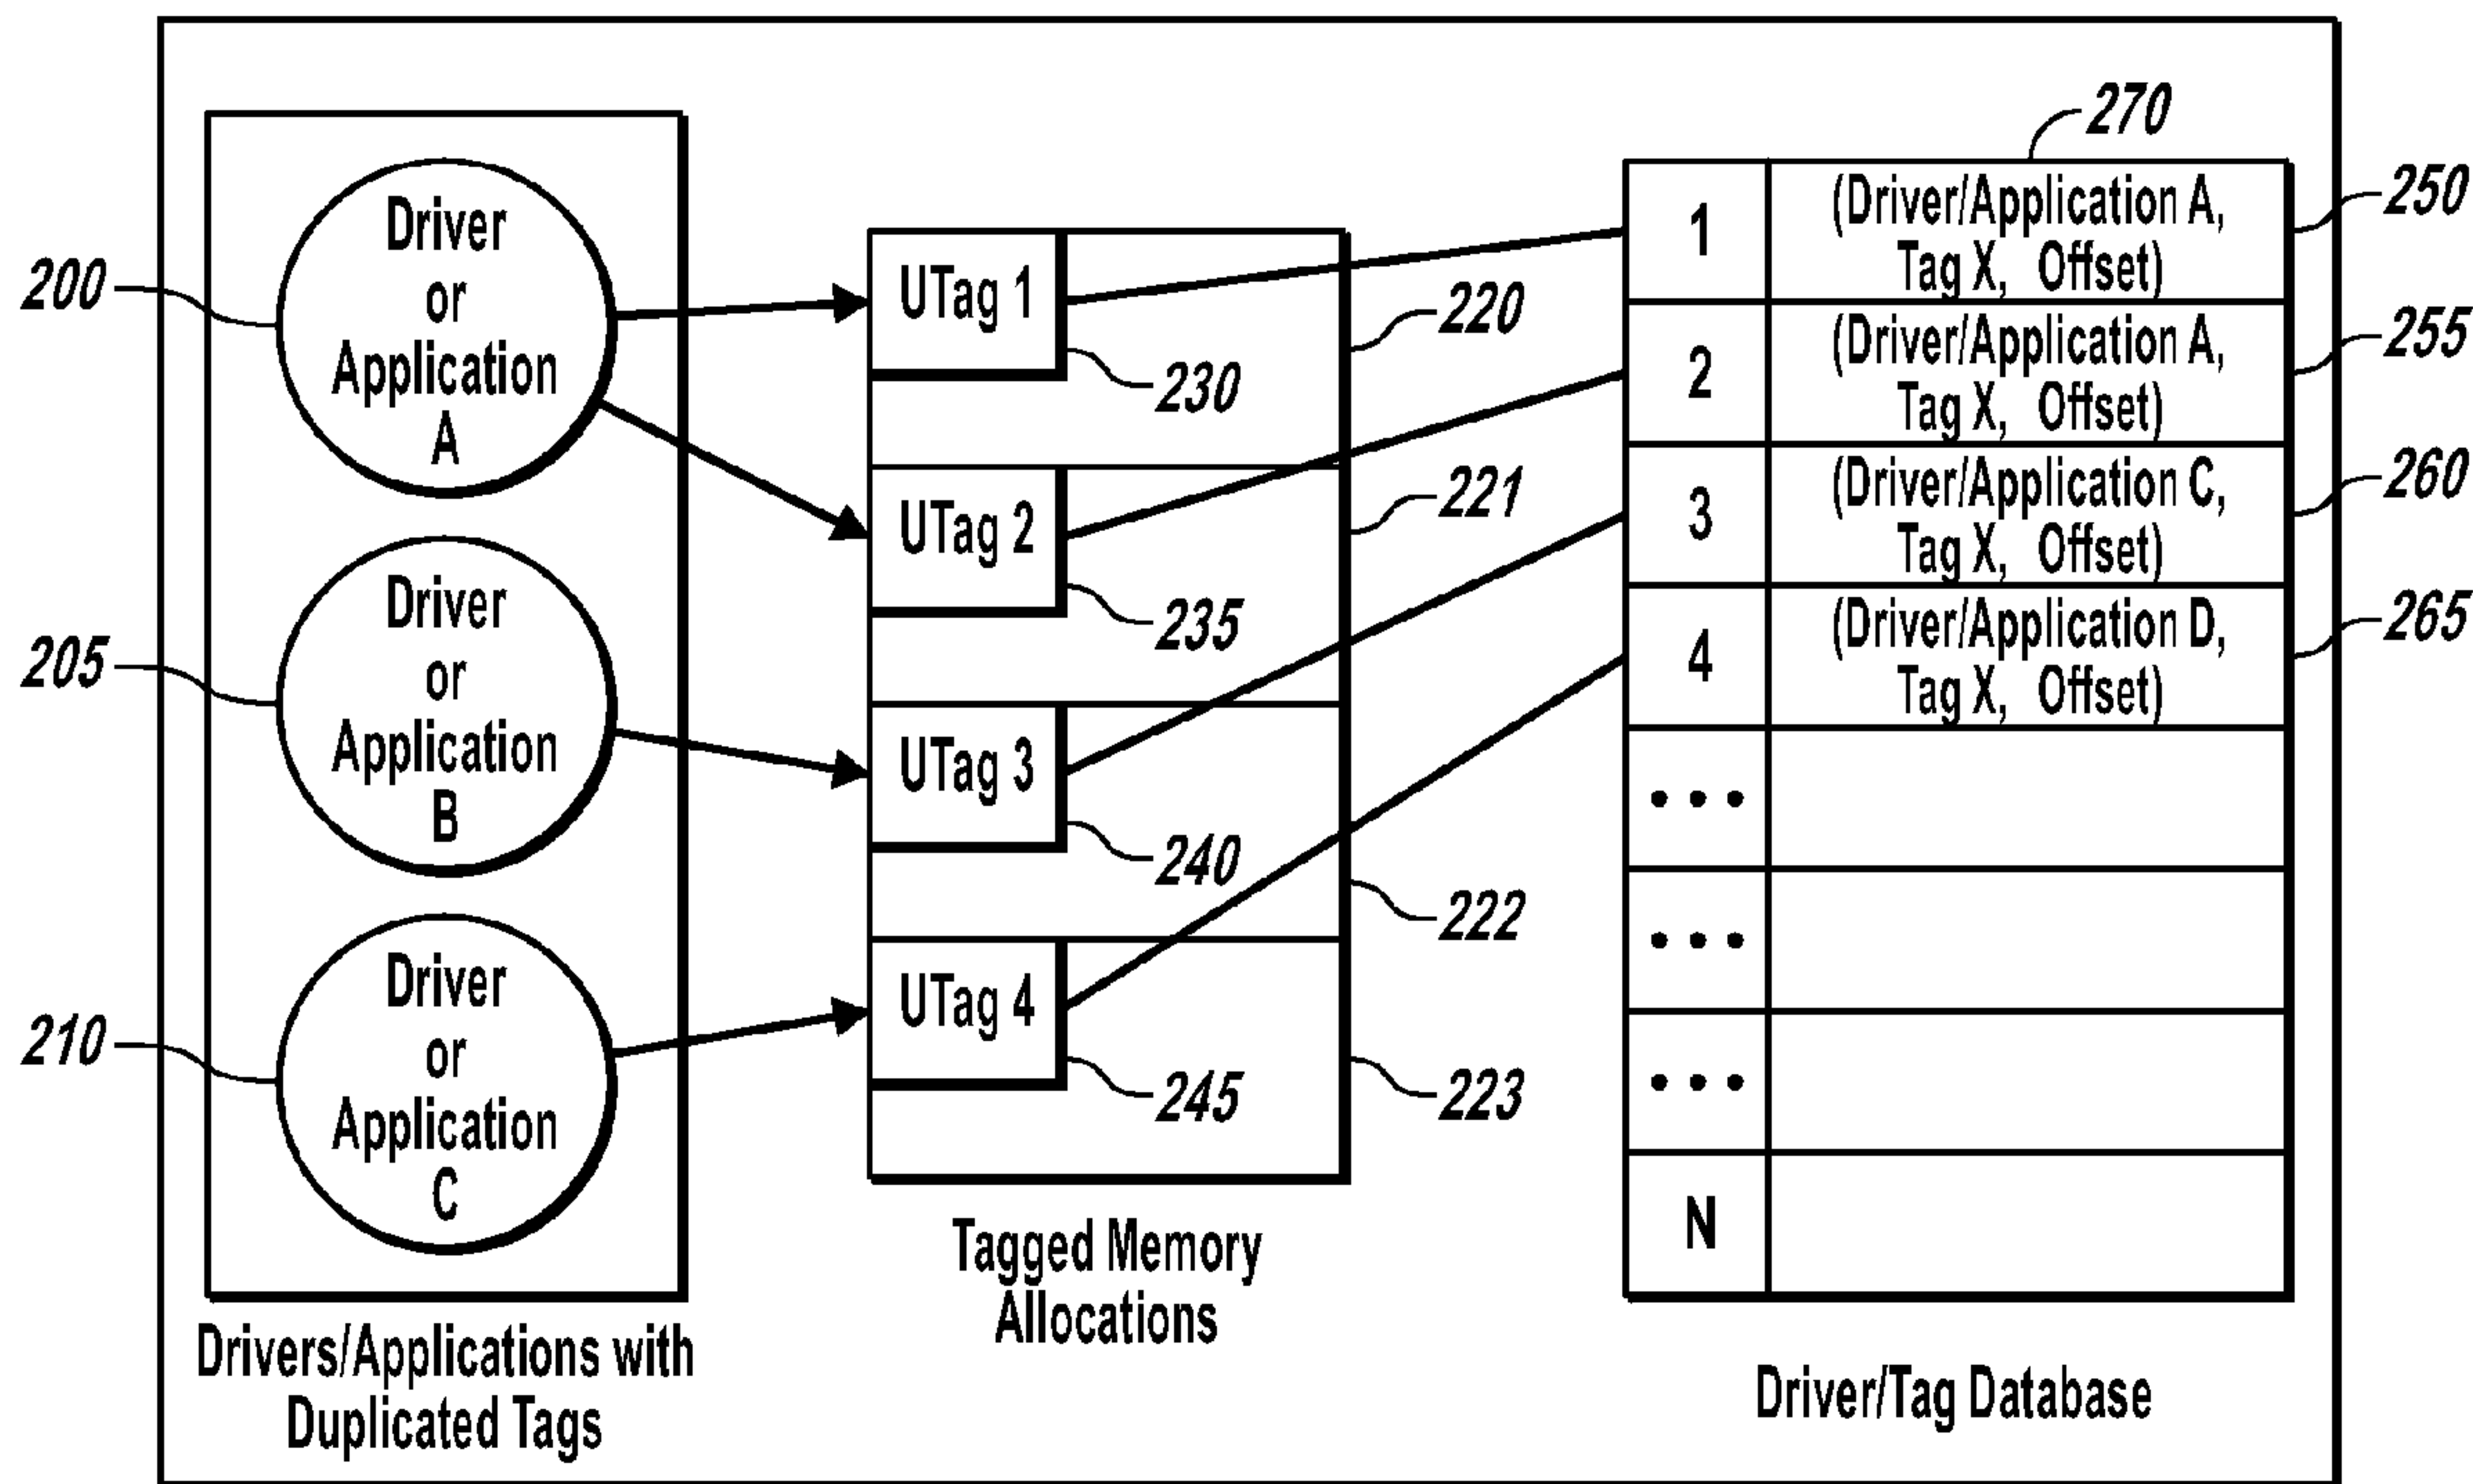 200
Driver
or
Application
A
205
Driver
or
Application
B
210
Driver
or
Application
C
Drivers/Applications with
Duplicated Tags
UTag 1
230
220
UTag 2
235
221
UTag 3
240
222
UTag 4
245
223
Tagged Memory
Allocations
270
1
(Driver/Application A,
Tag X, Offset)
250
2
(Driver/Application A,
Tag X, Offset)
255
3
(Driver/Application C,
Tag X, Offset)
260
4
(Driver/Application D,
Tag X, Offset)
265
• • •
• • •
• • •
N
Driver/Tag Database